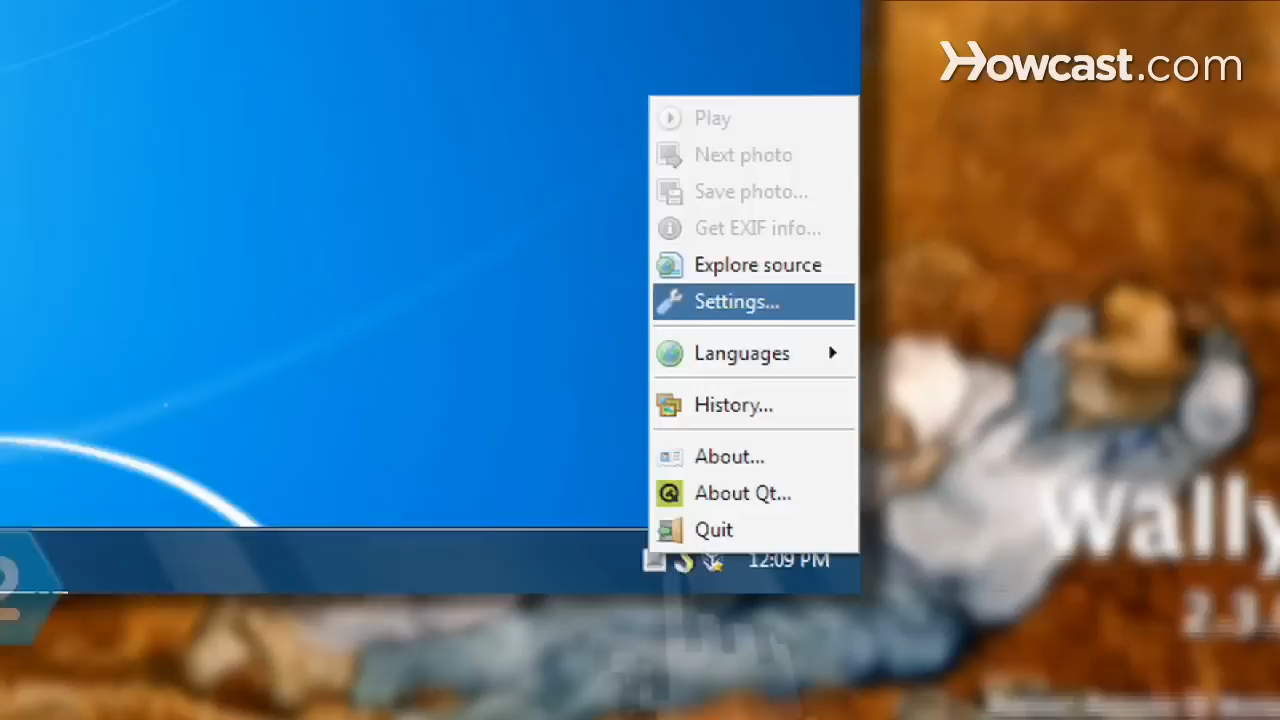 Howcast.com
Play
Next photo
Save photo...
Get EXIF info...
Explore source
Settings...
Languages
History...
About...
About Qt...
Quit
12:09 PM
Wally
2